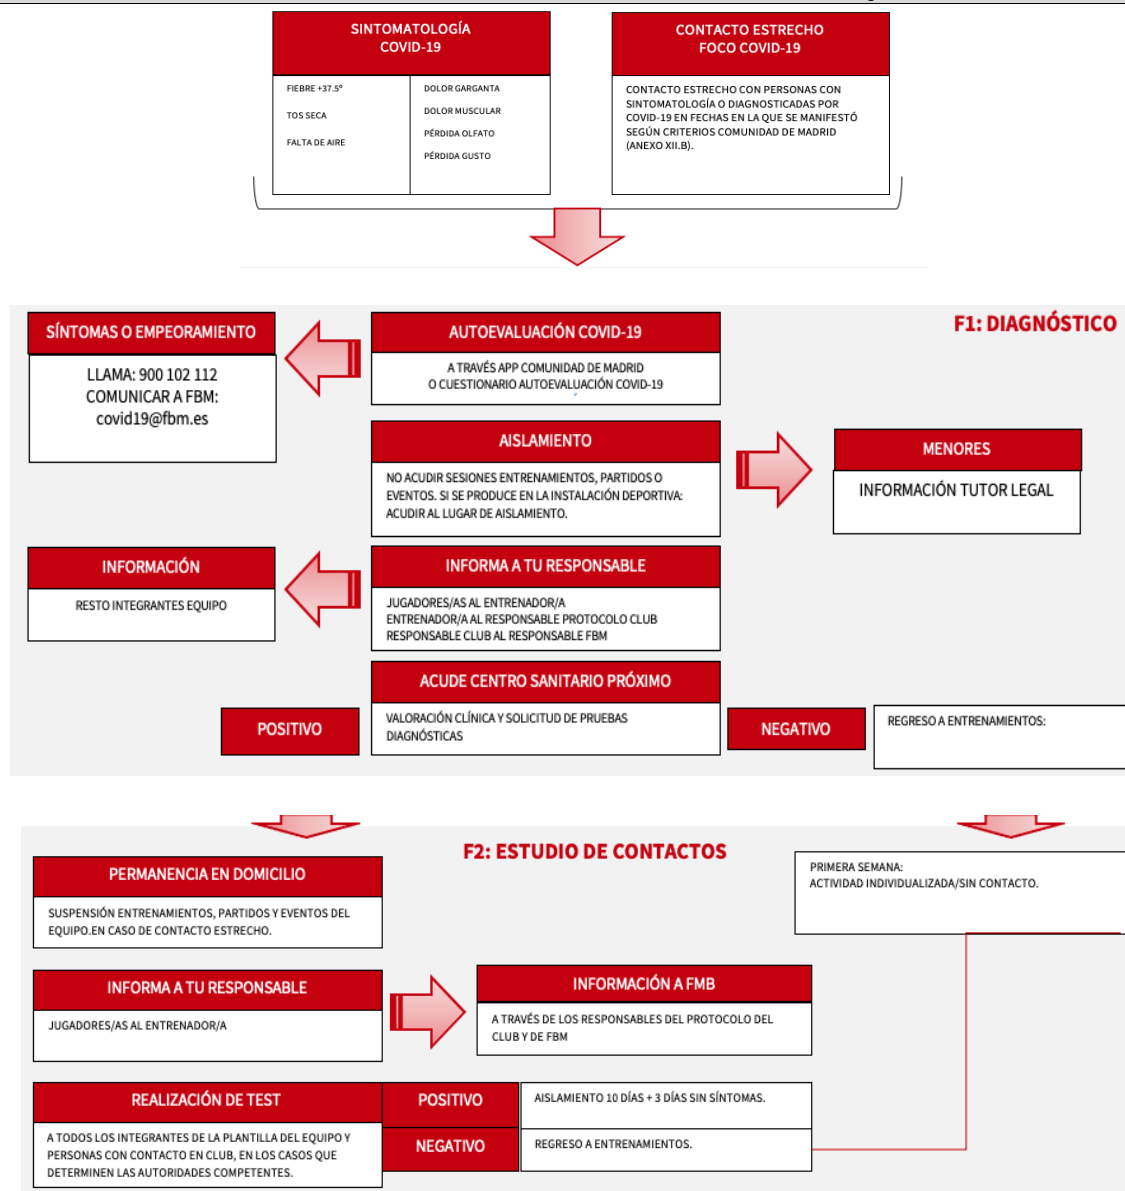 SINTOMATOLOGÍA
COVID-19
FIEBRE +37.5º
TOS SECA
FALTA DE AIRE
DOLOR GARGANTA
DOLOR MUSCULAR
PÉRDIDA OLFATO
PÉRDIDA GUSTO
CONTACTO ESTRECHO
FOCO COVID-19
CONTACTO ESTRECHO CON PERSONAS CON
SINTOMATOLOGÍA O DIAGNOSTICADAS POR
COVID-19 EN FECHAS EN LA QUE SE MANIFESTÓ
SEGÚN CRITERIOS COMUNIDAD DE MADRID
(ANEXO XII.B).
F1: DIAGNÓSTICO
SÍNTOMAS O EMPEORAMIENTO
LLAMA: 900 102 112
COMUNICAR A FBM:
covid19@fbm.es
AUTOEVALUACIÓN COVID-19
A TRAVÉS APP COMUNIDAD DE MADRID
O CUESTIONARIO AUTOEVALUACIÓN COVID-19
AISLAMIENTO
NO ACUDIR SESIONES ENTRENAMIENTOS, PARTIDOS O
EVENTOS. SI SE PRODUCE EN LA INSTALACIÓN DEPORTIVA:
ACUDIR AL LUGAR DE AISLAMIENTO.
MENORES
INFORMACIÓN TUTOR LEGAL
INFORMACIÓN
RESTO INTEGRANTES EQUIPO
INFORMA A TU RESPONSABLE
JUGADORES/AS AL ENTRENADOR/A
ENTRENADOR/A AL RESPONSABLE PROTOCOLO CLUB
RESPONSABLE CLUB AL RESPONSABLE FBM
ACUDE CENTRO SANITARIO PRÓXIMO
VALORACIÓN CLÍNICA Y SOLICITUD DE PRUEBAS
DIAGNÓSTICAS
POSITIVO
NEGATIVO
REGRESO A ENTRENAMIENTOS:
F2: ESTUDIO DE CONTACTOS
PERMANENCIA EN DOMICILIO
SUSPENSIÓN ENTRENAMIENTOS, PARTIDOS Y EVENTOS DEL
EQUIPO.EN CASO DE CONTACTO ESTRECHO.
PRIMERA SEMANA:
ACTIVIDAD INDIVIDUALIZADA/SIN CONTACTO.
INFORMA A TU RESPONSABLE
JUGADORES/AS AL ENTRENADOR/A
INFORMACIÓN A FMB
A TRAVÉS DE LOS RESPONSABLES DEL PROTOCOLO DEL
CLUB Y DE FBM
REALIZACIÓN DE TEST
A TODOS LOS INTEGRANTES DE LA PLANTILLA DEL EQUIPO Y
PERSONAS CON CONTACTO EN CLUB, EN LOS CASOS QUE
DETERMINEN LAS AUTORIDADES COMPETENTES.
POSITIVO
AISLAMIENTO 10 DÍAS + 3 DÍAS SIN SÍNTOMAS.
NEGATIVO
REGRESO A ENTRENAMIENTOS.